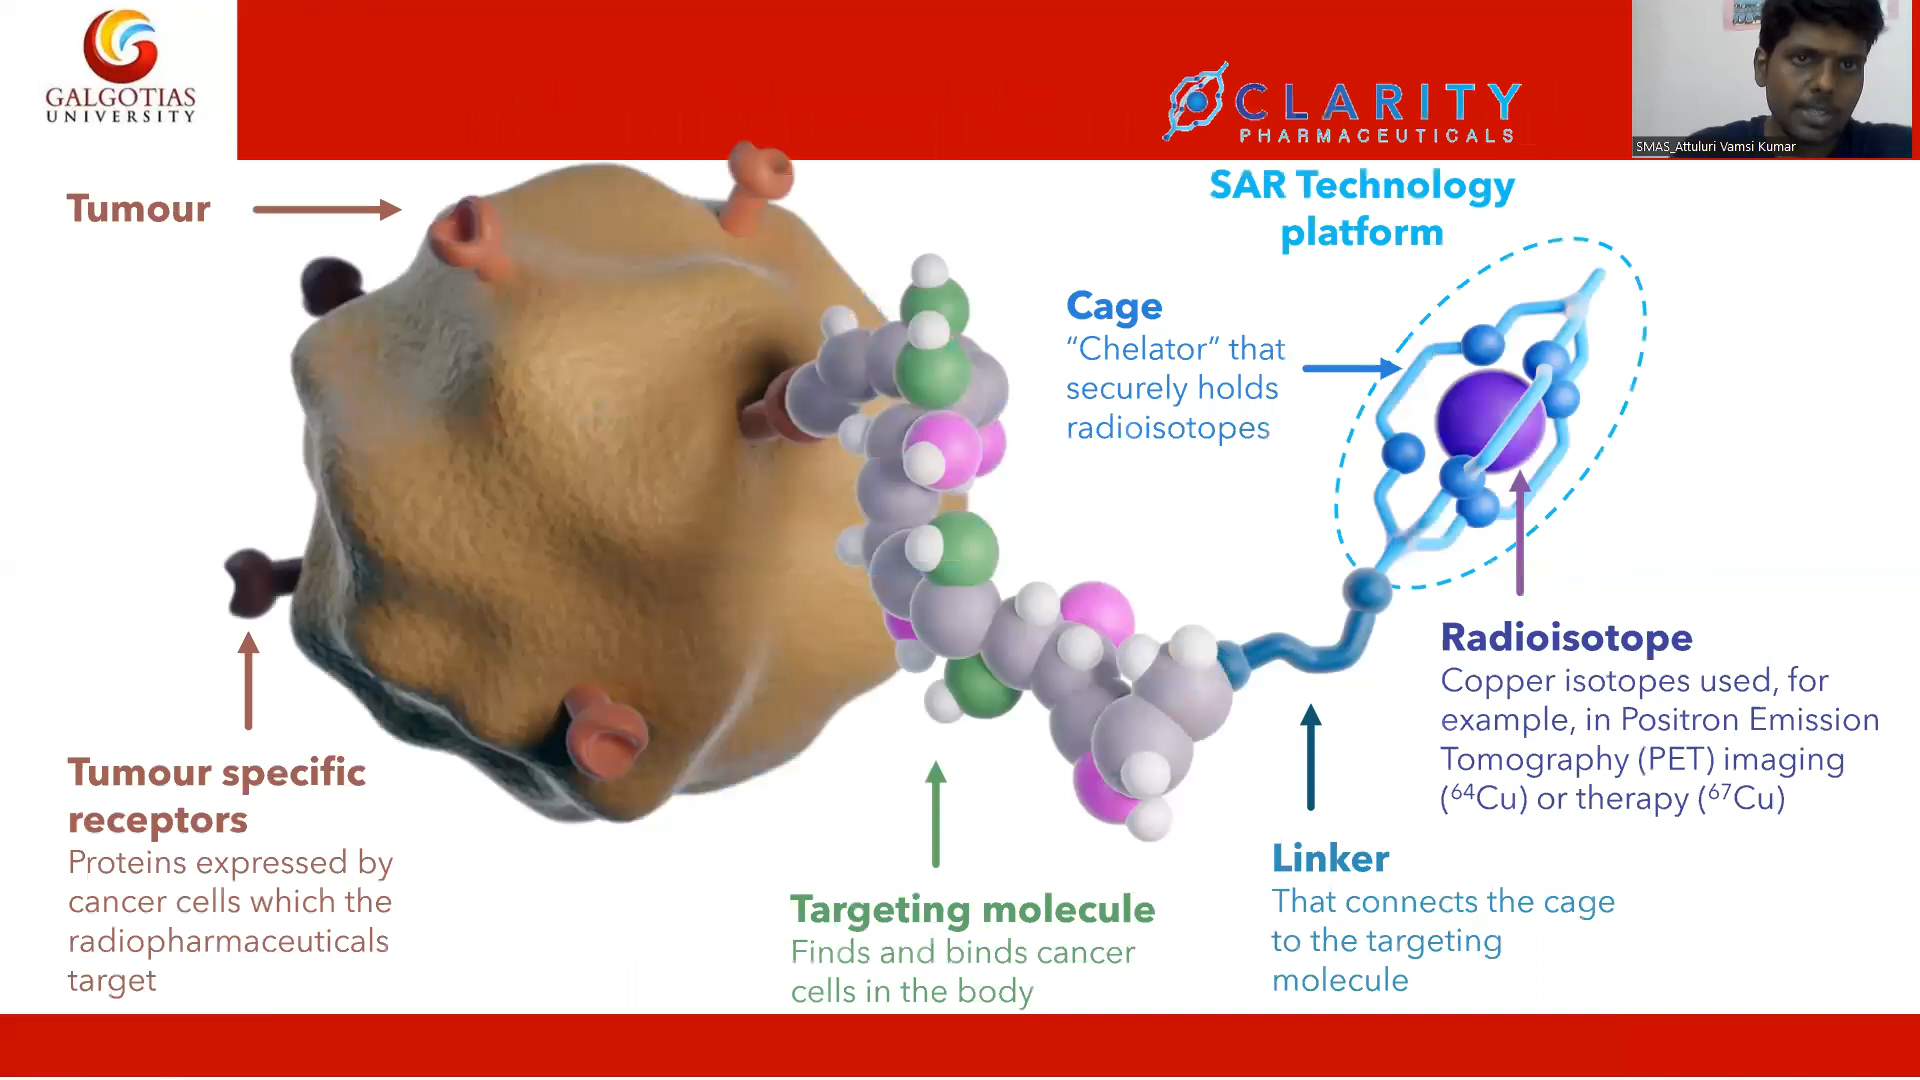 GALGOTIAS
UNIVERSITY
CLARITY
PHARMACEUTICALS
SMAS_Attuluri Vamsi Kumar
Tumour
SAR Technology
platform
Cage
“Chelator” that
securely holds
radioisotopes
Radioisotope
Copper isotopes used, for
example, in Positron Emission
Tomography (PET) imaging
(⁶⁴Cu) or therapy (⁶⁷Cu)
Tumour specific
receptors
Proteins expressed by
cancer cells which the
radiopharmaceuticals
target
Targeting molecule
Finds and binds cancer
cells in the body
Linker
That connects the cage
to the targeting
molecule